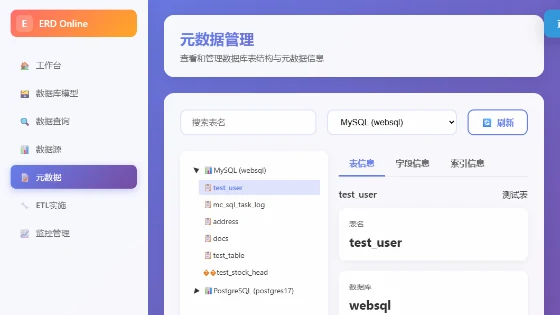 E ERD Online
工作台
数据库模型
数据查询
数据源
元数据
ETL实施
监控管理
元数据管理
查看和管理数据库表结构与元数据信息
搜索表名
MySQL (websql)
刷新
MySQL (websql)
test_user
mc_sql_task_log
address
docs
test_table
��test_stock_head
PostgreSQL (postgres17)
表信息 字段信息 索引信息
test_user 测试表
表名
test_user
数据库
websql